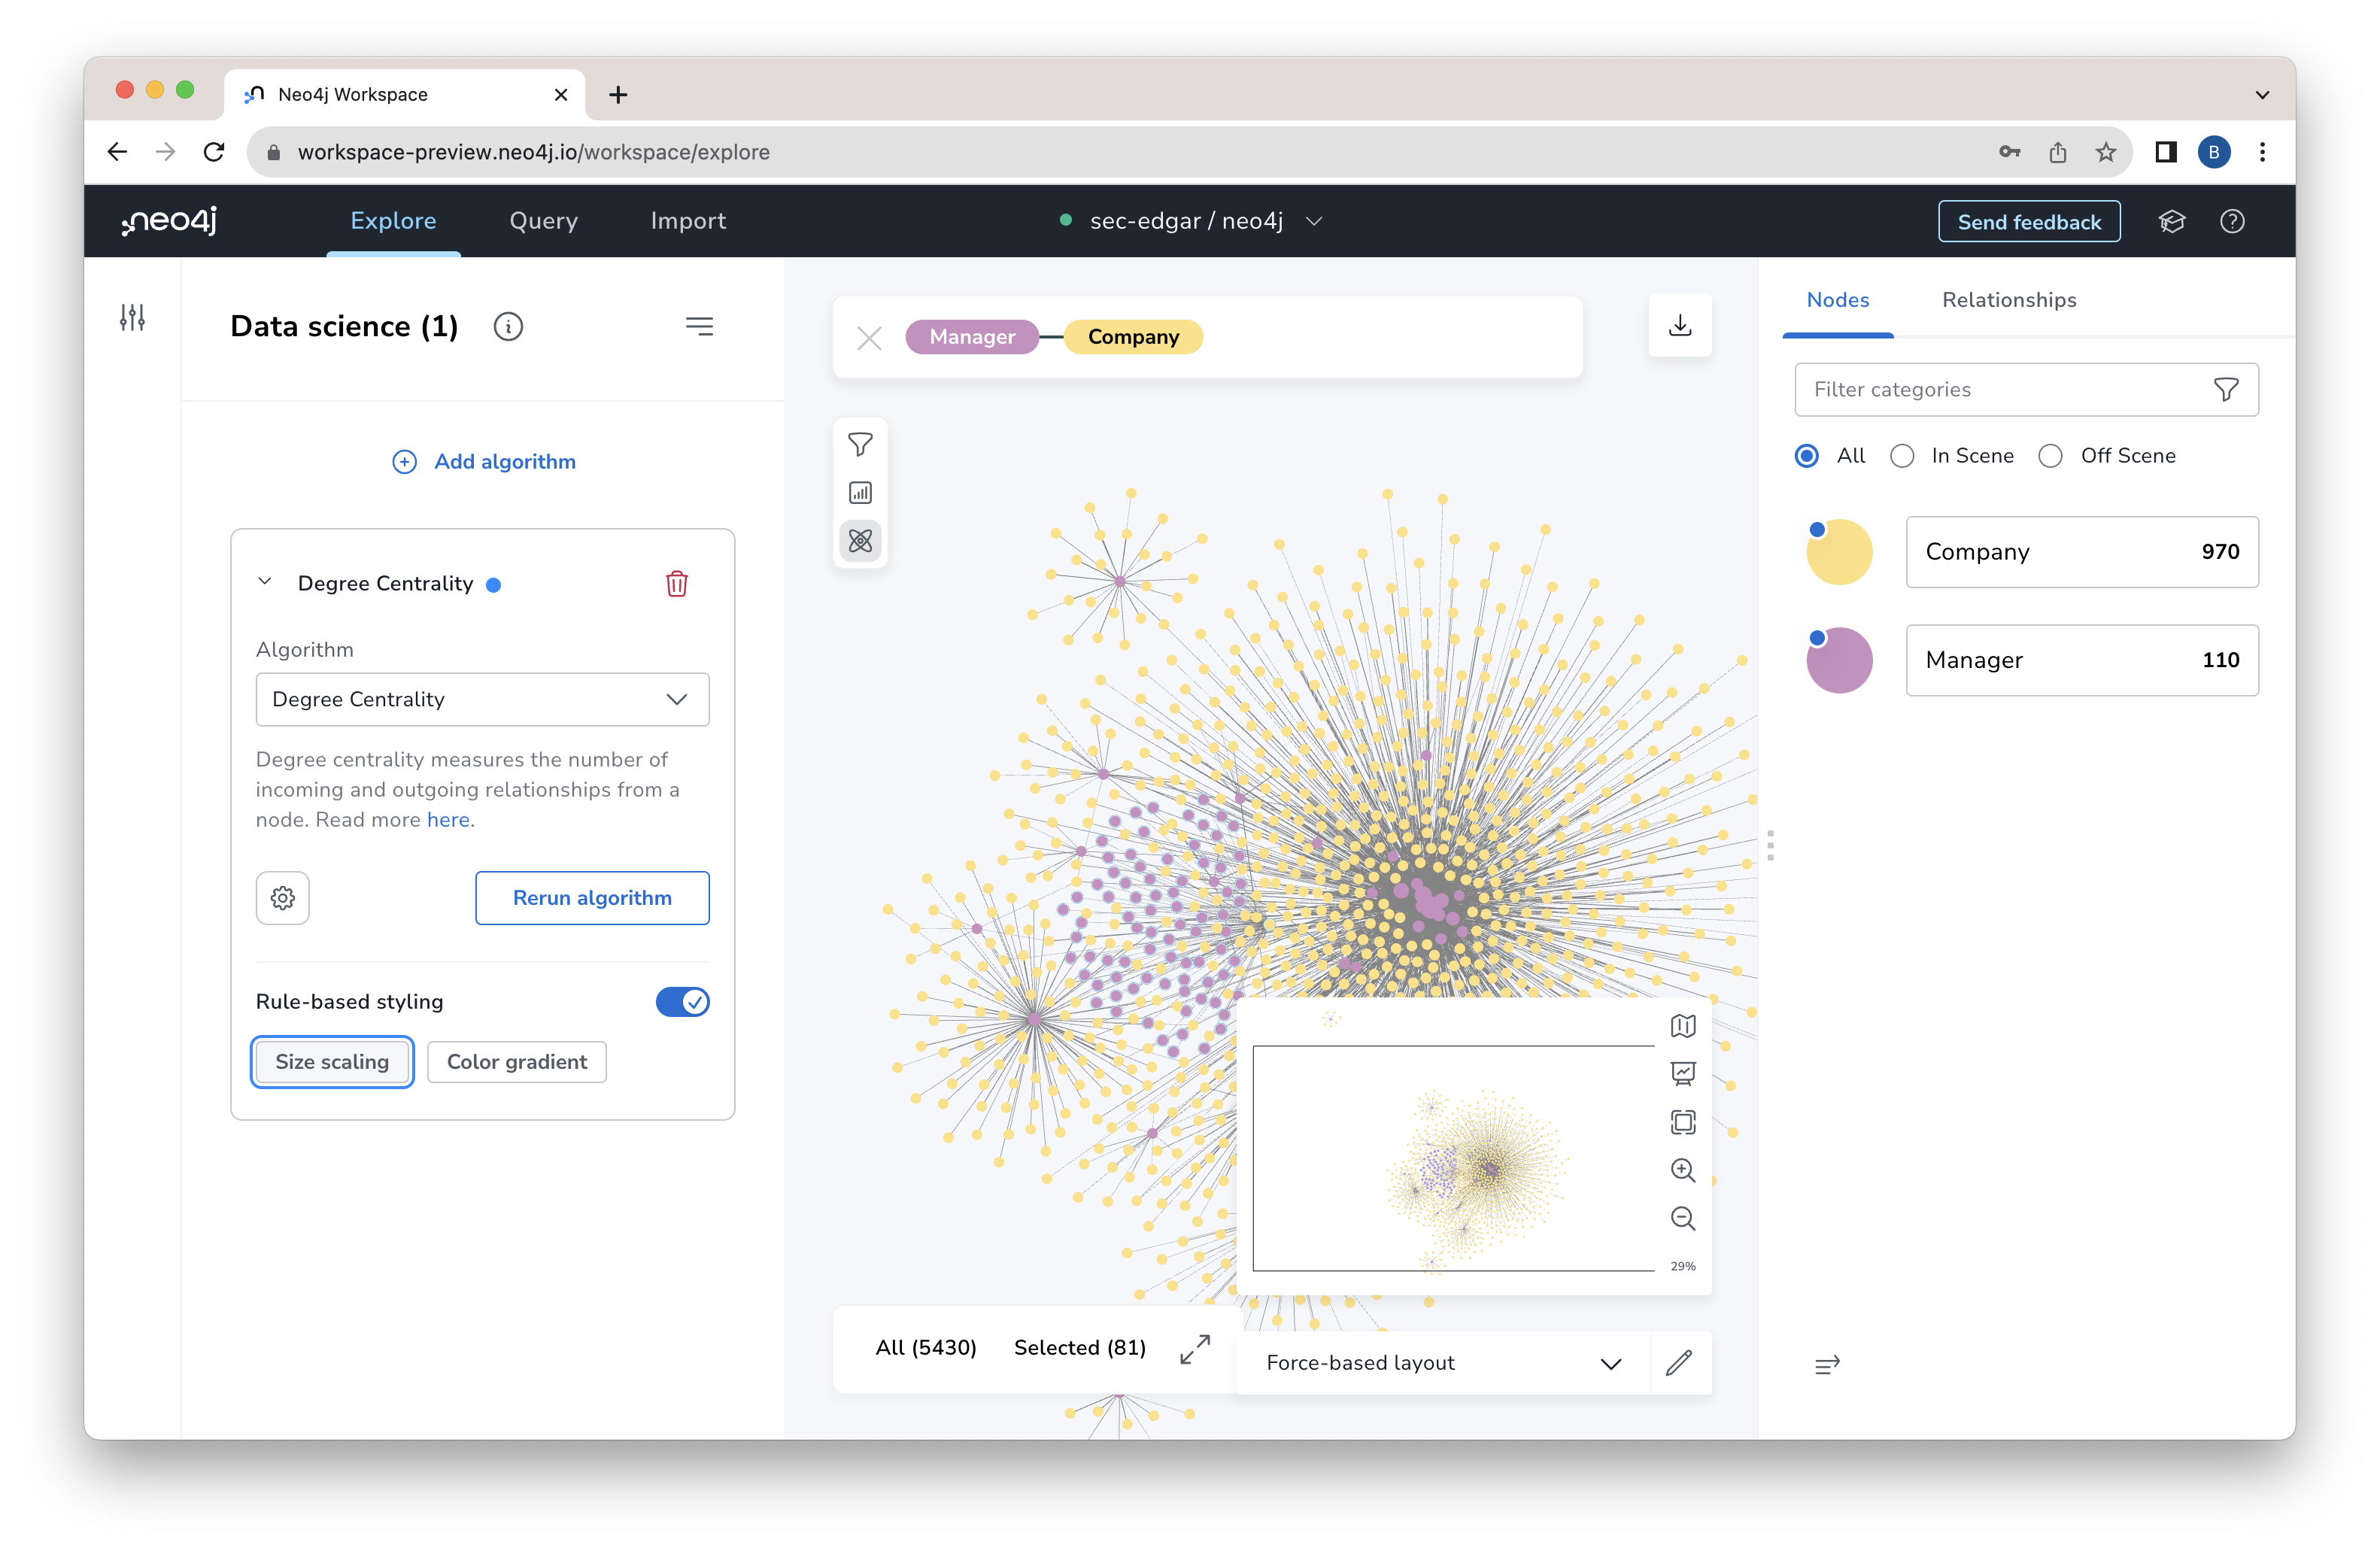 Neo4j Workspace
workspace-preview.neo4j.io/workspace/explore
B
neo4j
Explore
Query
Import
sec-edgar / neo4j
Send feedback
Data science (1)
Add algorithm
Degree Centrality
Algorithm
Degree Centrality
Degree centrality measures the number of
incoming and outgoing relationships from a
node. Read more here.
Rerun algorithm
Rule-based styling
Size scaling
Color gradient
Manager
Company
29%
All (5430)
Selected (81)
Force-based layout
Nodes
Relationships
Filter categories
All
In Scene
Off Scene
Company 970
Manager 110